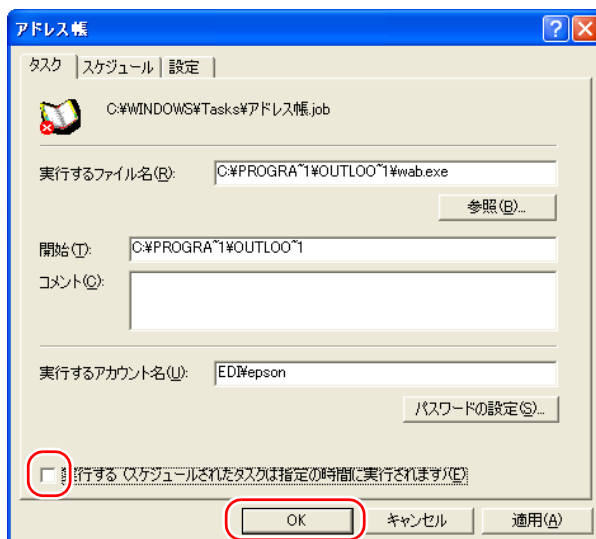 アドレス帳
タスク スケジュール 設定
C:¥WINDOWS¥Tasks¥アドレス帳.job
実行するファイル名(R): C:¥PROGRA~1¥OUTLOO~1¥wab.exe
参照(B)...
開始(T): C:¥PROGRA~1¥OUTLOO~1
コメント(C):
実行するアカウント名(U): EDI¥epson
パスワードの設定(S)...
実行する (スケジュールされたタスクは指定の時間に実行されます)(E)
OK キャンセル 適用(A)